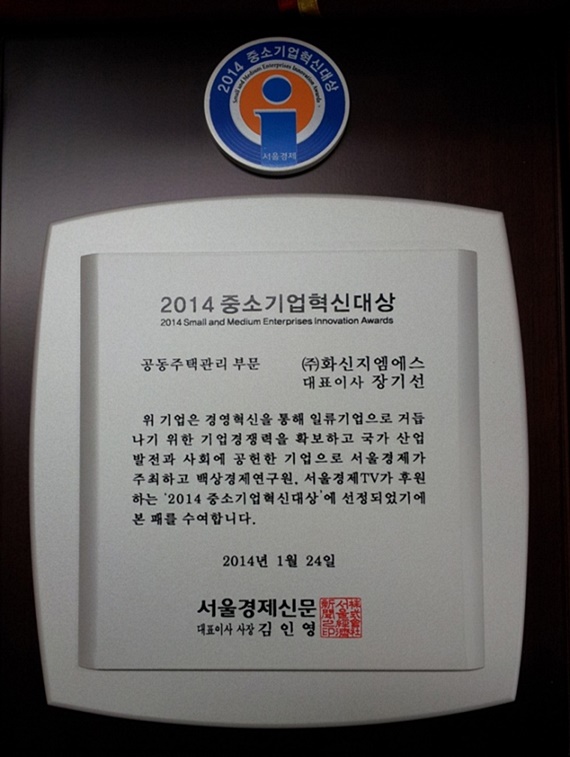 2014 중소기업혁신대상
Small and Medium Enterprises Innovation Awards
서울경제
2014 중소기업혁신대상
2014 Small and Medium Enterprises Innovation Awards
공동주택관리 부문
㈜화신지엠에스
대표이사 장기선
위 기업은 경영혁신을 통해 일류기업으로 거듭
나기 위한 기업경쟁력을 확보하고 국가 산업
발전과 사회에 공헌한 기업으로 서울경제가
주최하고 백상경제연구원, 서울경제TV가 후원
하는 '2014 중소기업혁신대상'에 선정되었기에
본 패를 수여합니다.
2014년 1월 24일
서울경제신문
대표이사 사장 김인영